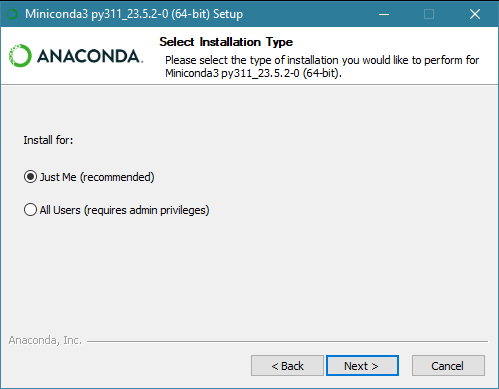 Miniconda3 py311_23.5.2-0 (64-bit) Setup
ANACONDA.
Select Installation Type
Please select the type of installation you would like to perform for
Miniconda3 py311_23.5.2-0 (64-bit).
Install for:
Just Me (recommended)
All Users (requires admin privileges)
Anaconda, Inc.
< Back
Next >
Cancel